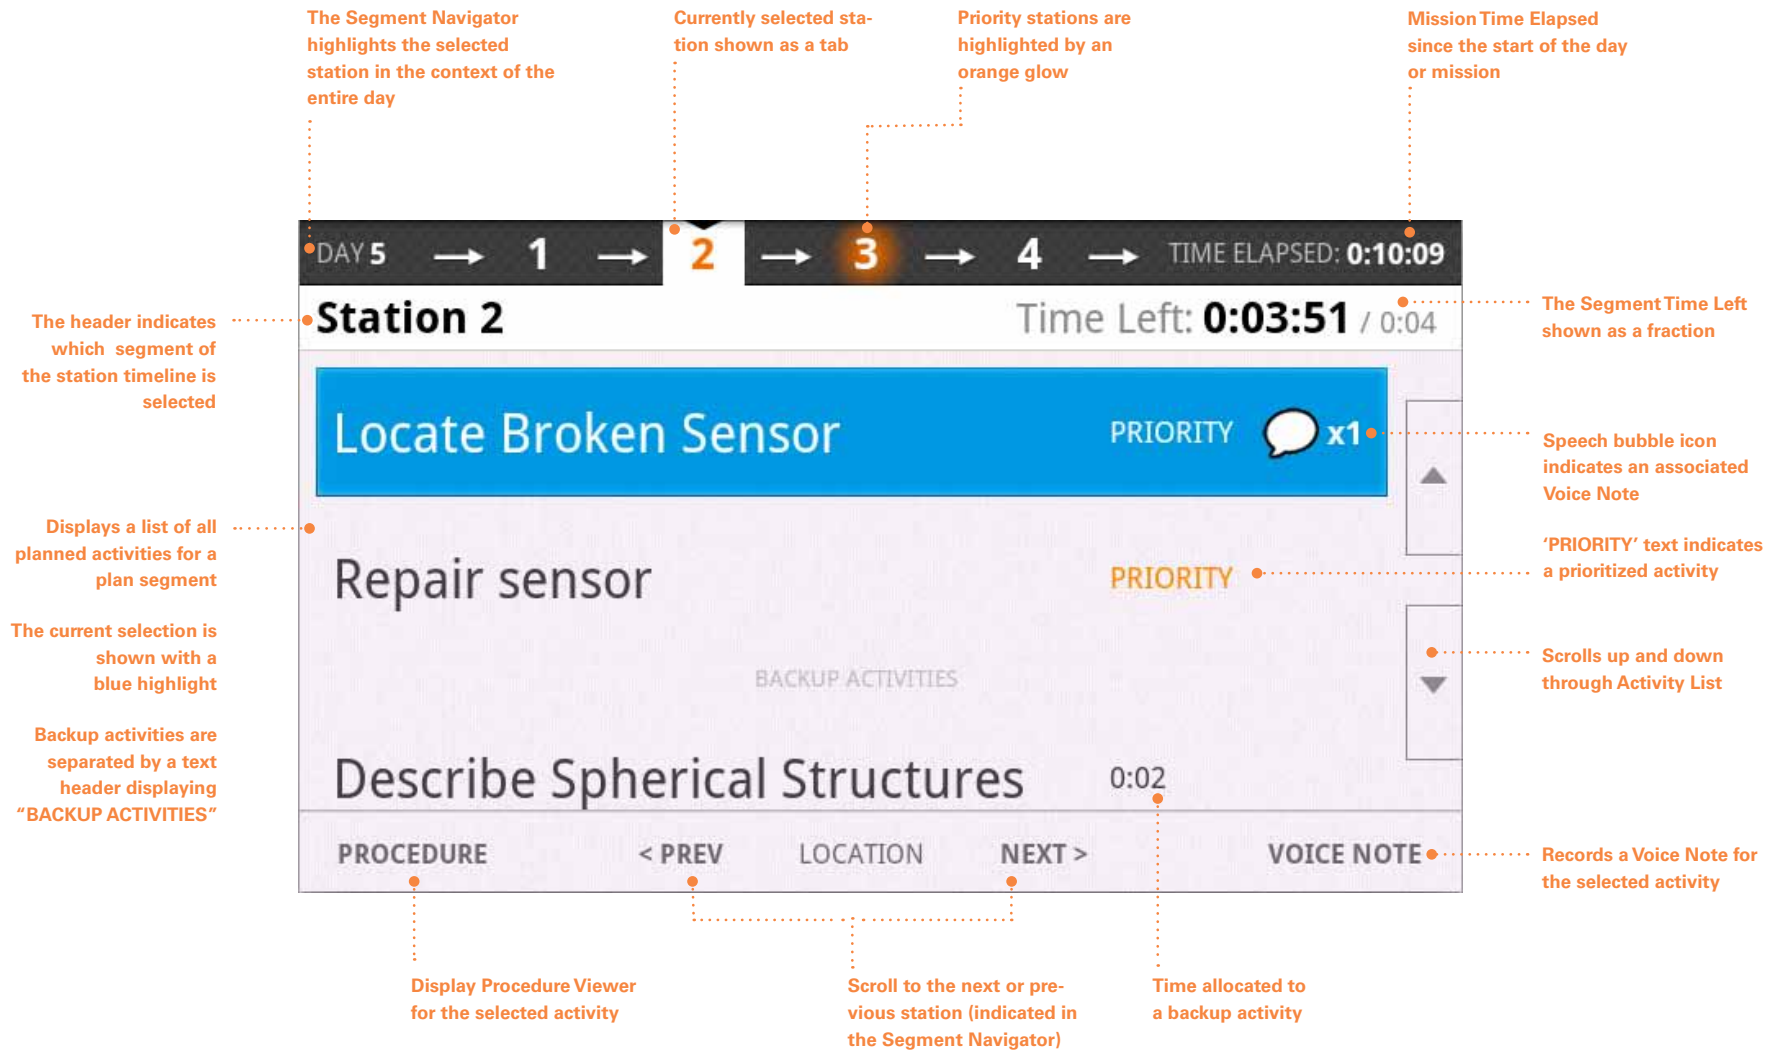 The Segment Navigator
highlights the selected
station in the context of the
entire day
Currently selected sta-
tion shown as a tab
Priority stations are
highlighted by an
orange glow
Mission Time Elapsed
since the start of the day
or mission
DAY 5 → 1 → 2 → 3 → 4 → TIME ELAPSED: 0:10:09
Station 2
Time Left: 0:03:51 / 0:04
The header indicates
which segment of
the station timeline is
selected
The Segment Time Left
shown as a fraction
Locate Broken Sensor
PRIORITY
x1
Speech bubble icon
indicates an associated
Voice Note
Displays a list of all
planned activities for a
plan segment
Repair sensor
PRIORITY
'PRIORITY' text indicates
a prioritized activity
The current selection is
shown with a
blue highlight
BACKUP ACTIVITIES
Scrolls up and down
through Activity List
Backup activities are
separated by a text
header displaying
"BACKUP ACTIVITIES"
Describe Spherical Structures
0:02
PROCEDURE
< PREV
LOCATION
NEXT >
VOICE NOTE
Records a Voice Note for
the selected activity
Display Procedure Viewer
for the selected activity
Scroll to the next or pre-
vious station (indicated in
the Segment Navigator)
Time allocated to
a backup activity